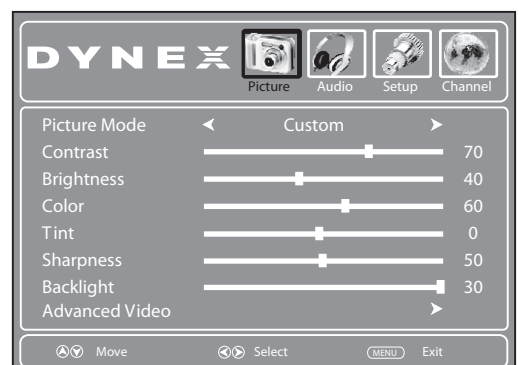 DYNEX
Picture Audio Setup Channel
Picture Mode Custom
Contrast 70
Brightness 40
Color 60
Tint 0
Sharpness 50
Backlight 30
Advanced Video
Move Select MENU Exit